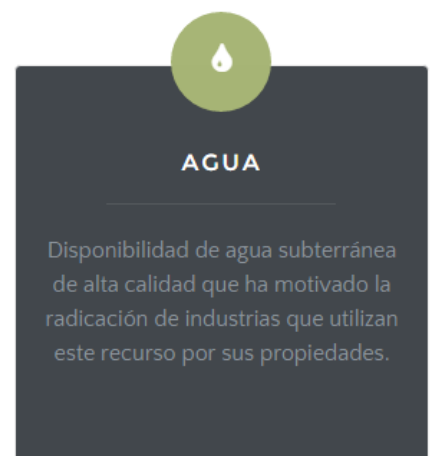 AGUA
Disponibilidad de agua subterránea
de alta calidad que ha motivado la
radicación de industrias que utilizan
este recurso por sus propiedades.